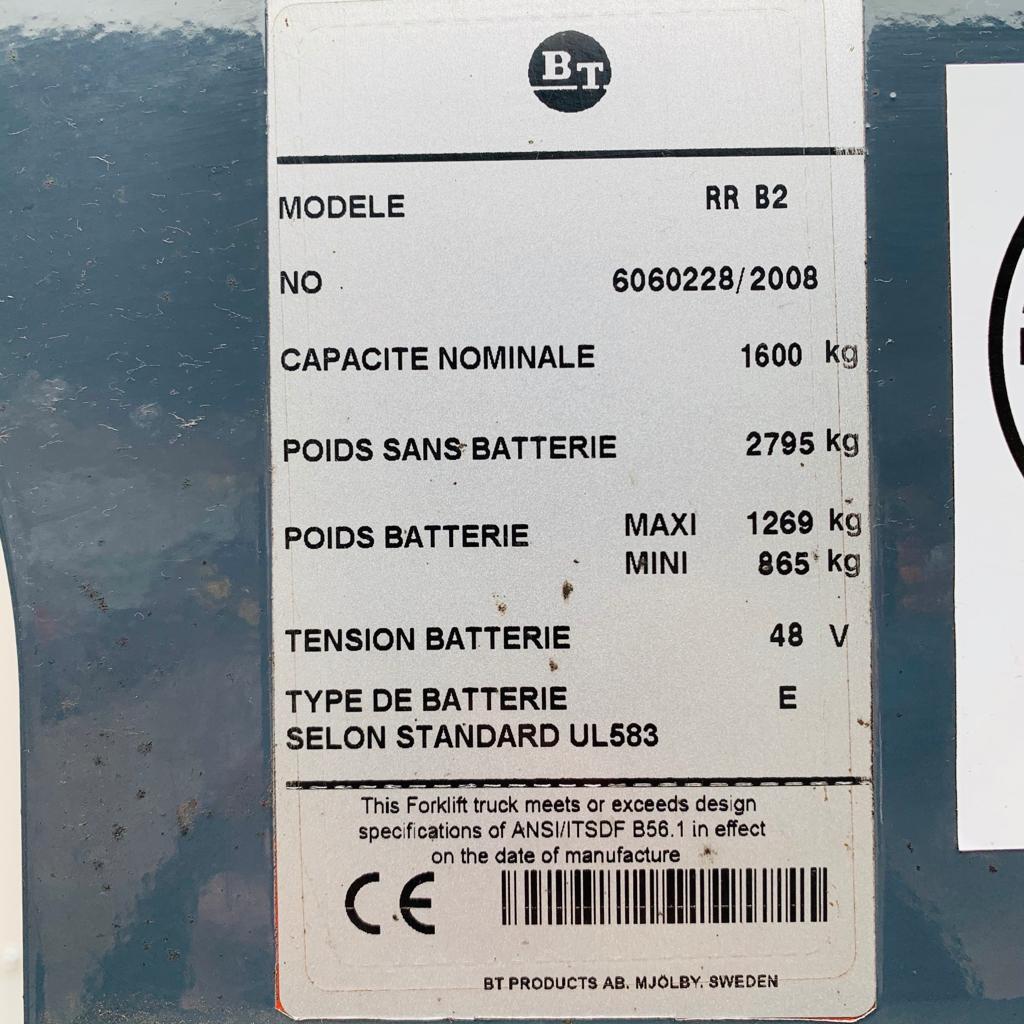 BT
MODELE RR B2
NO 6060228/2008
CAPACITE NOMINALE 1600 kg
POIDS SANS BATTERIE 2795 kg
POIDS BATTERIE MAXI 1269 kg
MINI 865 kg
TENSION BATTERIE 48 V
TYPE DE BATTERIE E
SELON STANDARD UL583
This Forklift truck meets or exceeds design
specifications of ANSI/ITSDF B56.1 in effect
on the date of manufacture
CE
BT PRODUCTS AB. MJÖLBY. SWEDEN